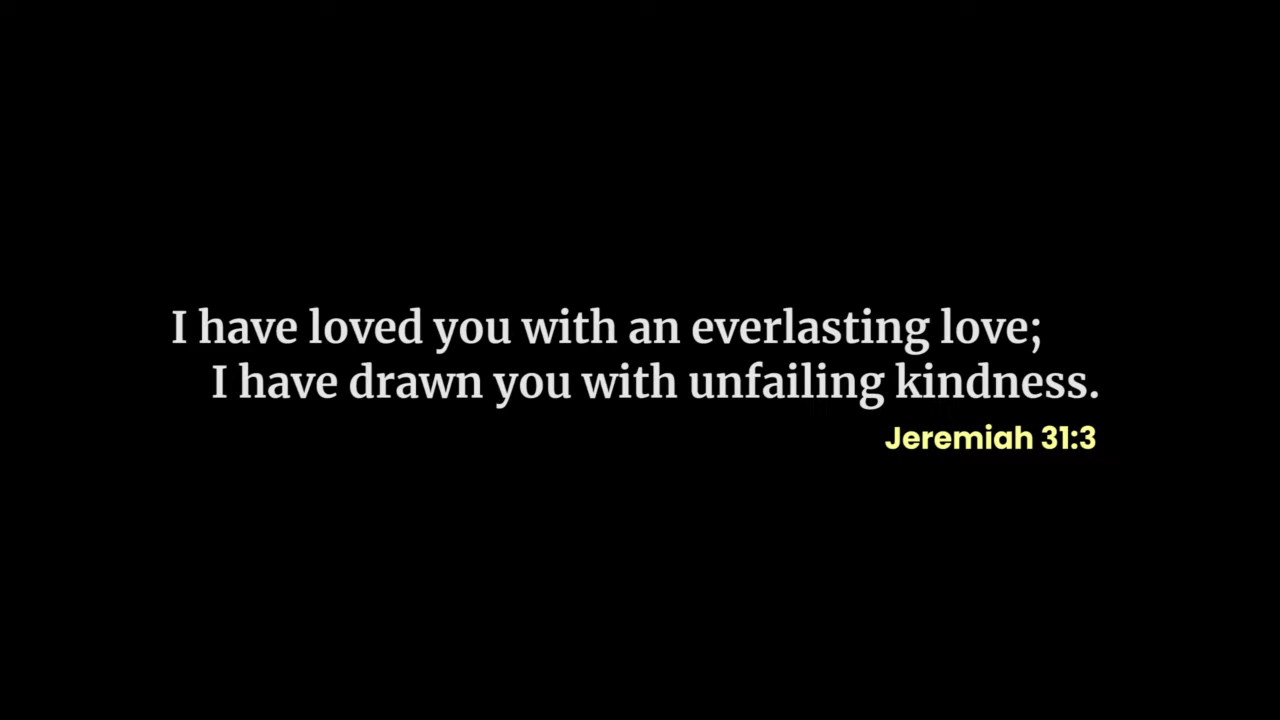 I have loved you with an everlasting love;
I have drawn you with unfailing kindness.
Jeremiah 31:3